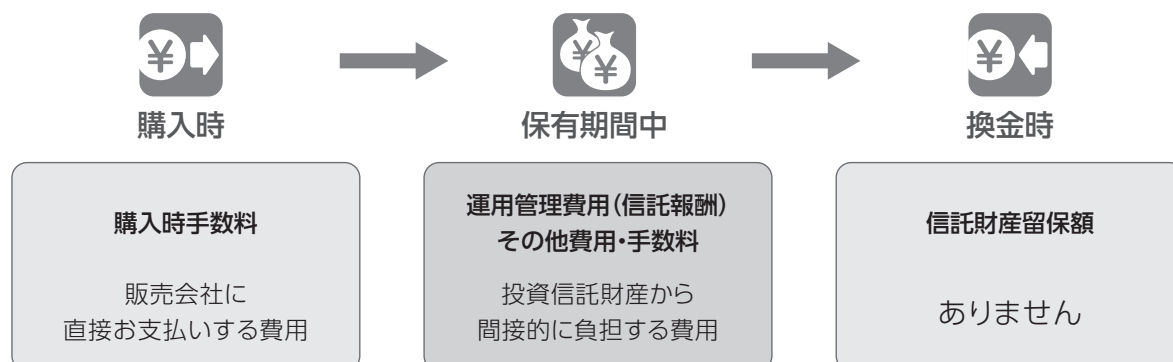 ¥
¥
¥
¥
購入時
保有期間中
換金時
購入時手数料
販売会社に
直接お支払いする費用
運用管理費用(信託報酬)
その他費用・手数料
投資信託財産から
間接的に負担する費用
信託財産留保額
ありません